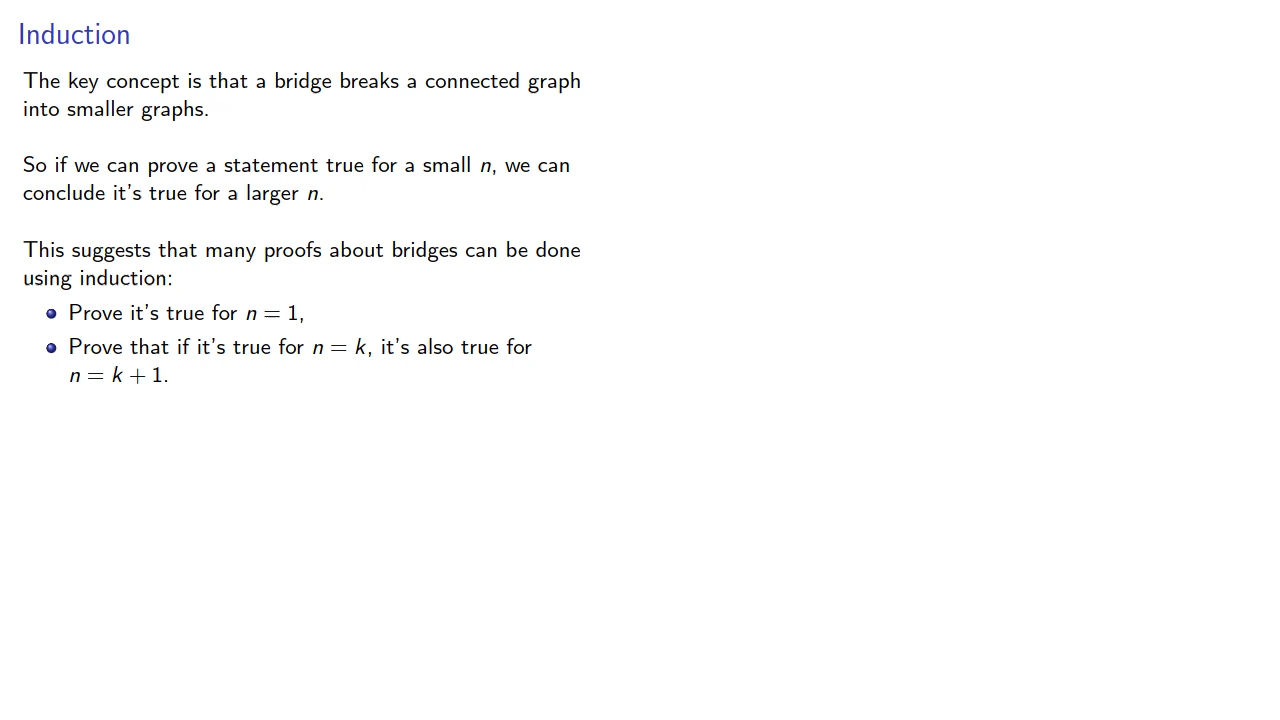 Induction
The key concept is that a bridge breaks a connected graph
into smaller graphs.
So if we can prove a statement true for a small n, we can
conclude it's true for a larger n.
This suggests that many proofs about bridges can be done
using induction:
Prove it's true for n = 1,
Prove that if it's true for n = k, it's also true for
n = k + 1.